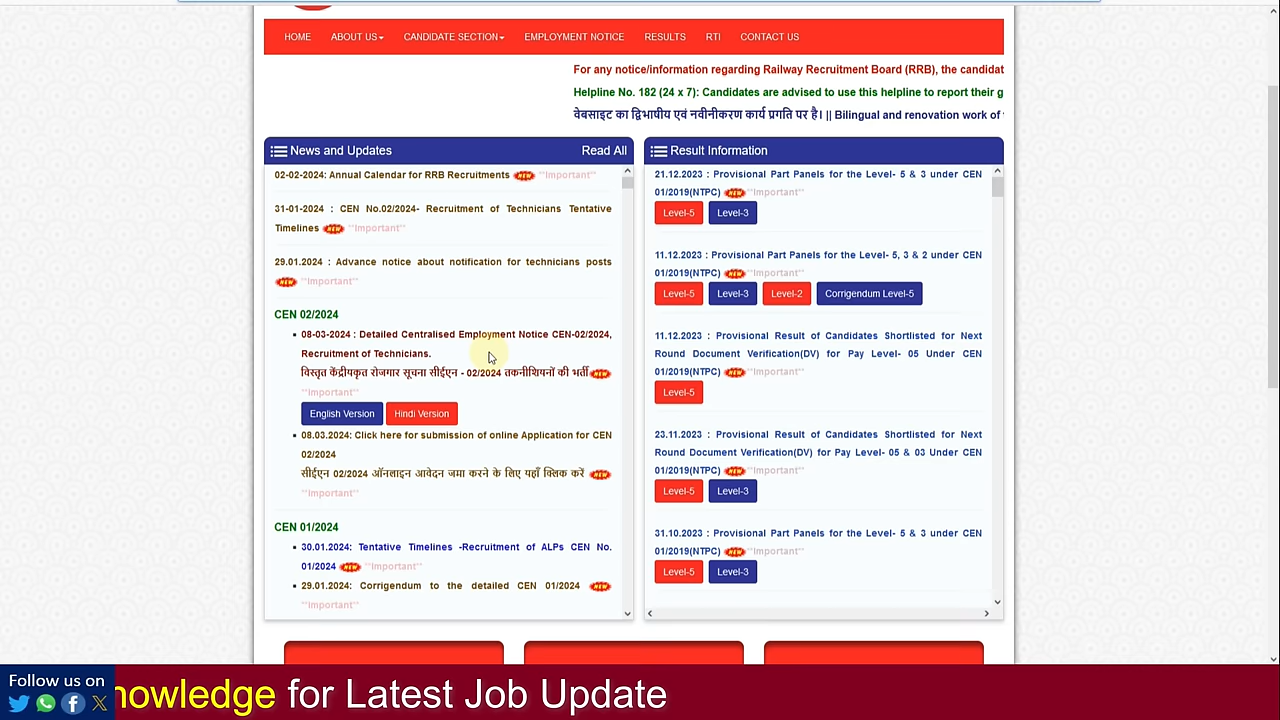 HOME ABOUT US CANDIDATE SECTION EMPLOYMENT NOTICE RESULTS RTI CONTACT US
For any notice/information regarding Railway Recruitment Board (RRB), the candidat
Helpline No. 182 (24 x 7): Candidates are advised to use this helpline to report their g
वेबसाइट का द्विभाषीय एवं नवीनीकरण कार्य प्रगति पर है। || Bilingual and renovation work of
News and Updates Read All
02-02-2024: Annual Calendar for RRB Recruitments NEW **Important**
31-01-2024 : CEN No.02/2024- Recruitment of Technicians Tentative
Timelines NEW **Important**
29.01.2024 : Advance notice about notification for technicians posts
NEW **Important**
CEN 02/2024
08-03-2024 : Detailed Centralised Employment Notice CEN-02/2024,
Recruitment of Technicians.
विस्तृत केंद्रीयकृत रोजगार सूचना सीईएन - 02/2024 तकनीशियनों की भर्ती NEW
**Important**
English Version Hindi Version
08.03.2024: Click here for submission of online Application for CEN
02/2024
सीईएन 02/2024 ऑनलाइन आवेदन जमा करने के लिए यहाँ क्लिक करें NEW
**Important**
CEN 01/2024
30.01.2024: Tentative Timelines -Recruitment of ALPs CEN No.
01/2024 NEW **Important**
29.01.2024: Corrigendum to the detailed CEN 01/2024 NEW
**Important**
Result Information
21.12.2023 : Provisional Part Panels for the Level- 5 & 3 under CEN
01/2019(NTPC) NEW **Important**
Level-5 Level-3
11.12.2023 : Provisional Part Panels for the Level- 5, 3 & 2 under CEN
01/2019(NTPC) NEW **Important**
Level-5 Level-3 Level-2 Corrigendum Level-5
11.12.2023 : Provisional Result of Candidates Shortlisted for Next
Round Document Verification(DV) for Pay Level- 05 Under CEN
01/2019(NTPC) NEW **Important**
Level-5
23.11.2023 : Provisional Result of Candidates Shortlisted for Next
Round Document Verification(DV) for Pay Level- 05 & 03 Under CEN
01/2019(NTPC) NEW **Important**
Level-5 Level-3
31.10.2023 : Provisional Part Panels for the Level- 5 & 3 under CEN
01/2019(NTPC) NEW **Important**
Level-5 Level-3
Follow us on
nowledge for Latest Job Update